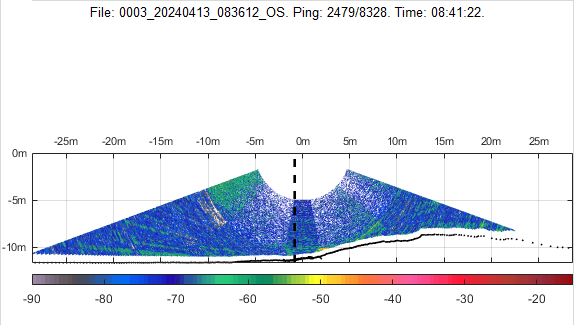 File: 0003_20240413_083612_OS. Ping: 2479/8328. Time: 08:41:22.
-25m -20m -15m -10m -5m 0m 5m 10m 15m 20m 25m
0m
-5m
-10m
-90 -80 -70 -60 -50 -40 -30 -20